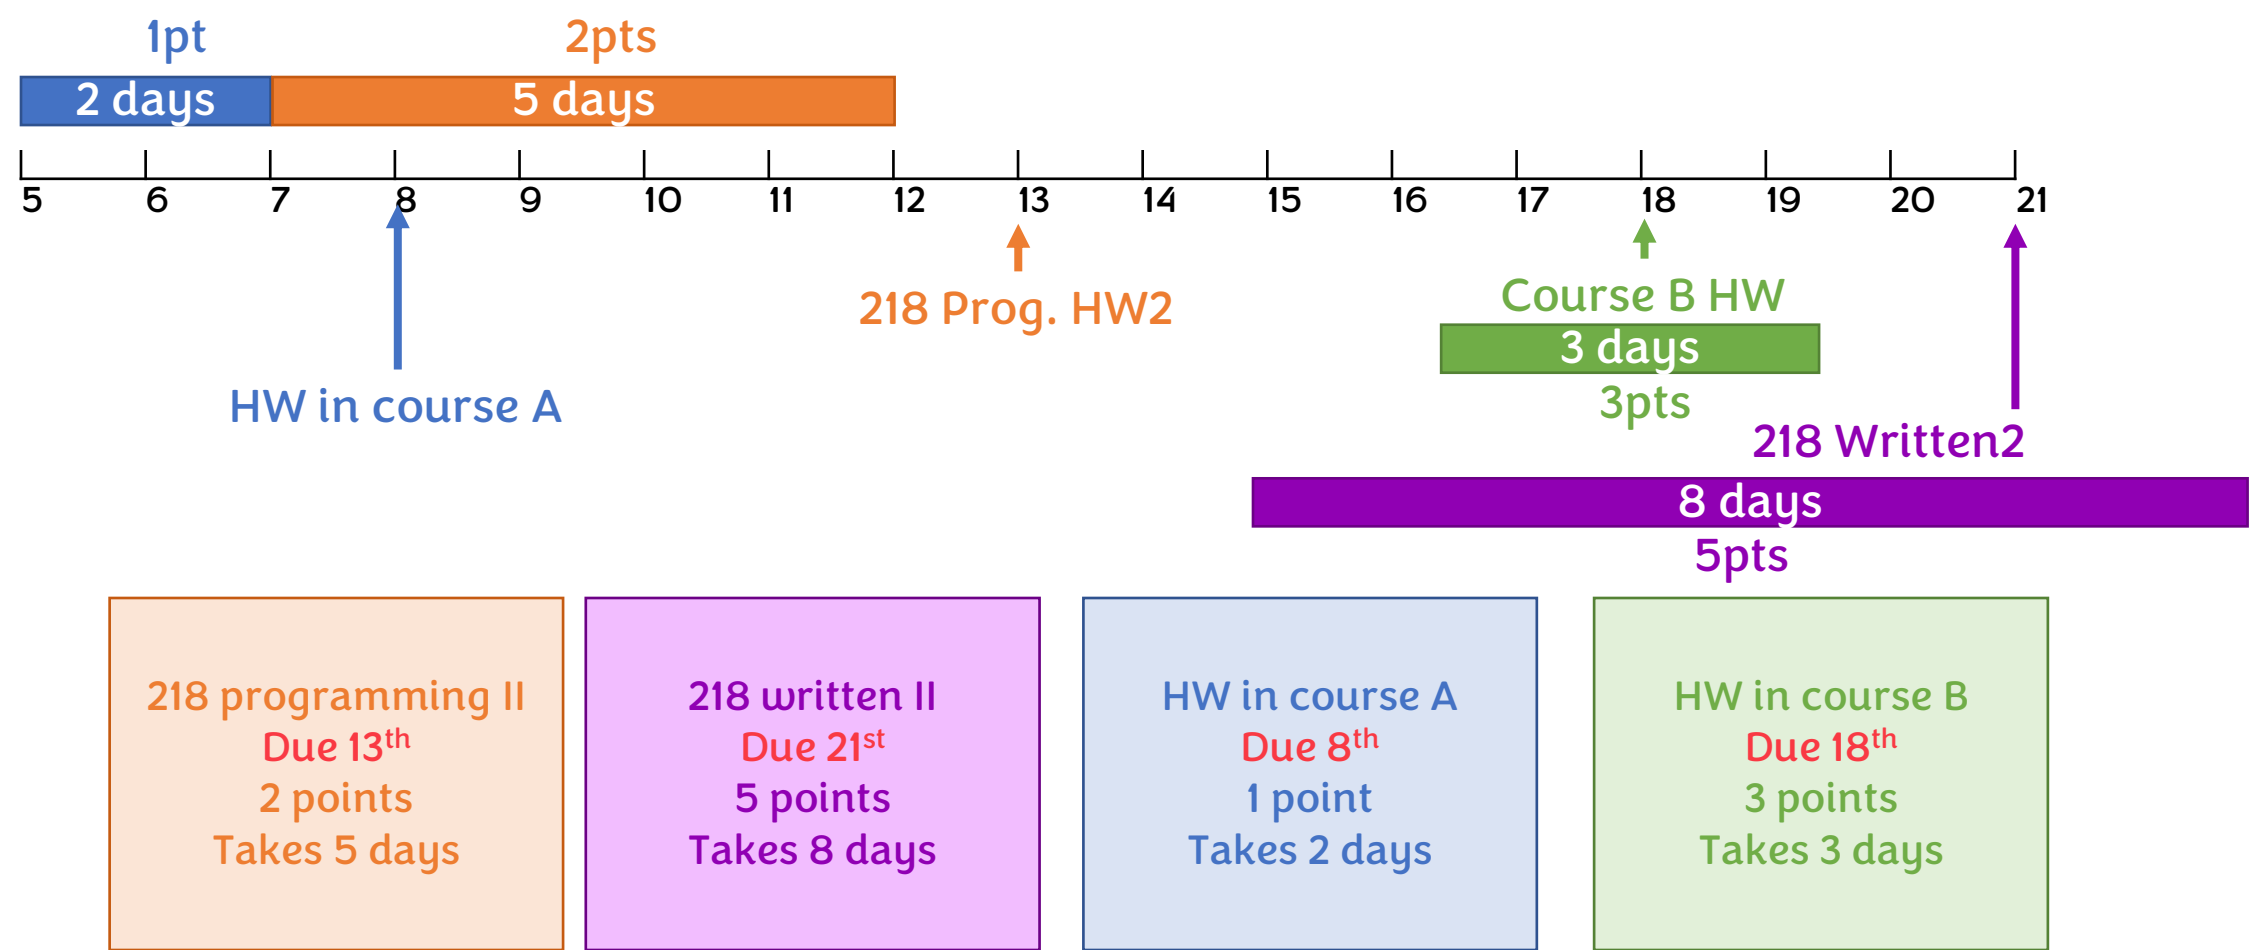 1pt 2pts
2 days 5 days
5 6 7 8 9 10 11 12 13 14 15 16 17 18 19 20 21
218 Prog. HW2
Course B HW
3 days
HW in course A
3pts
218 Written2
8 days
5pts
218 programming II
Due 13th
2 points
Takes 5 days
218 written II
Due 21st
5 points
Takes 8 days
HW in course A
Due 8th
1 point
Takes 2 days
HW in course B
Due 18th
3 points
Takes 3 days